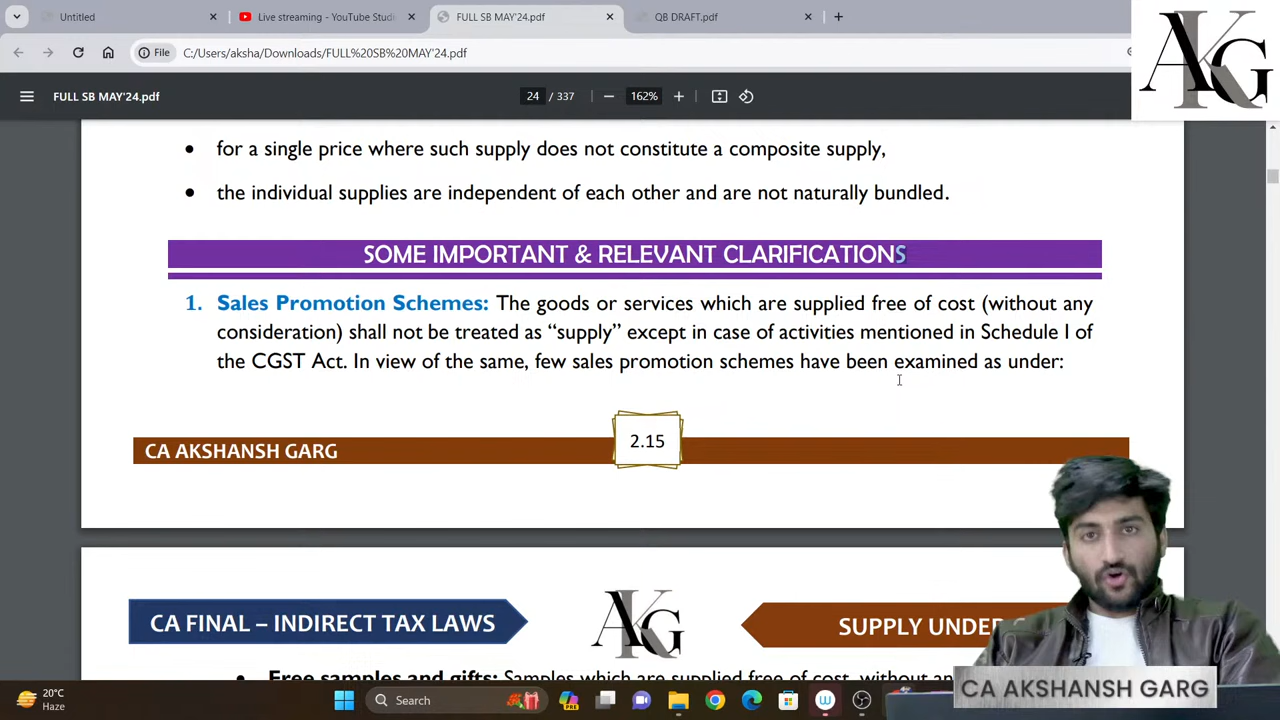 Untitled
Live streaming - YouTube Studi
FULL SB MAY'24.pdf
QB DRAFT.pdf
File
C:/Users/aksha/Downloads/FULL%20SB%20MAY'24.pdf
AKG
FULL SB MAY'24.pdf
24 / 337
162%
• for a single price where such supply does not constitute a composite supply,
• the individual supplies are independent of each other and are not naturally bundled.
SOME IMPORTANT & RELEVANT CLARIFICATIONS
1. Sales Promotion Schemes: The goods or services which are supplied free of cost (without any
consideration) shall not be treated as “supply” except in case of activities mentioned in Schedule I of
the CGST Act. In view of the same, few sales promotion schemes have been examined as under:
CA AKSHANSH GARG
2.15
CA FINAL – INDIRECT TAX LAWS
AKG
SUPPLY UNDER
• Free samples and gifts: Samples which are supplied free of cost, without an
CA AKSHANSH GARG
20°C
Haze
Search